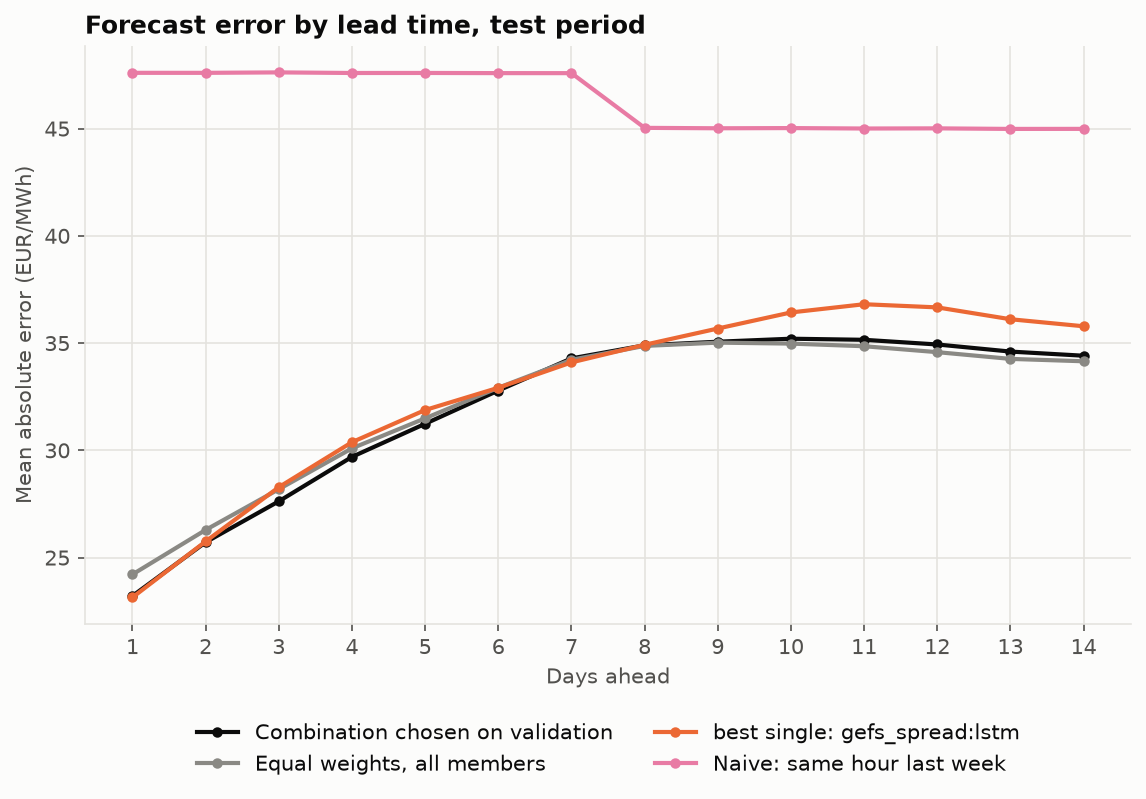 Forecast error by lead time, test period
Mean absolute error (EUR/MWh)
45
40
35
30
25
1 2 3 4 5 6 7 8 9 10 11 12 13 14
Days ahead
Combination chosen on validation
Equal weights, all members
best single: gefs_spread:lstm
Naive: same hour last week